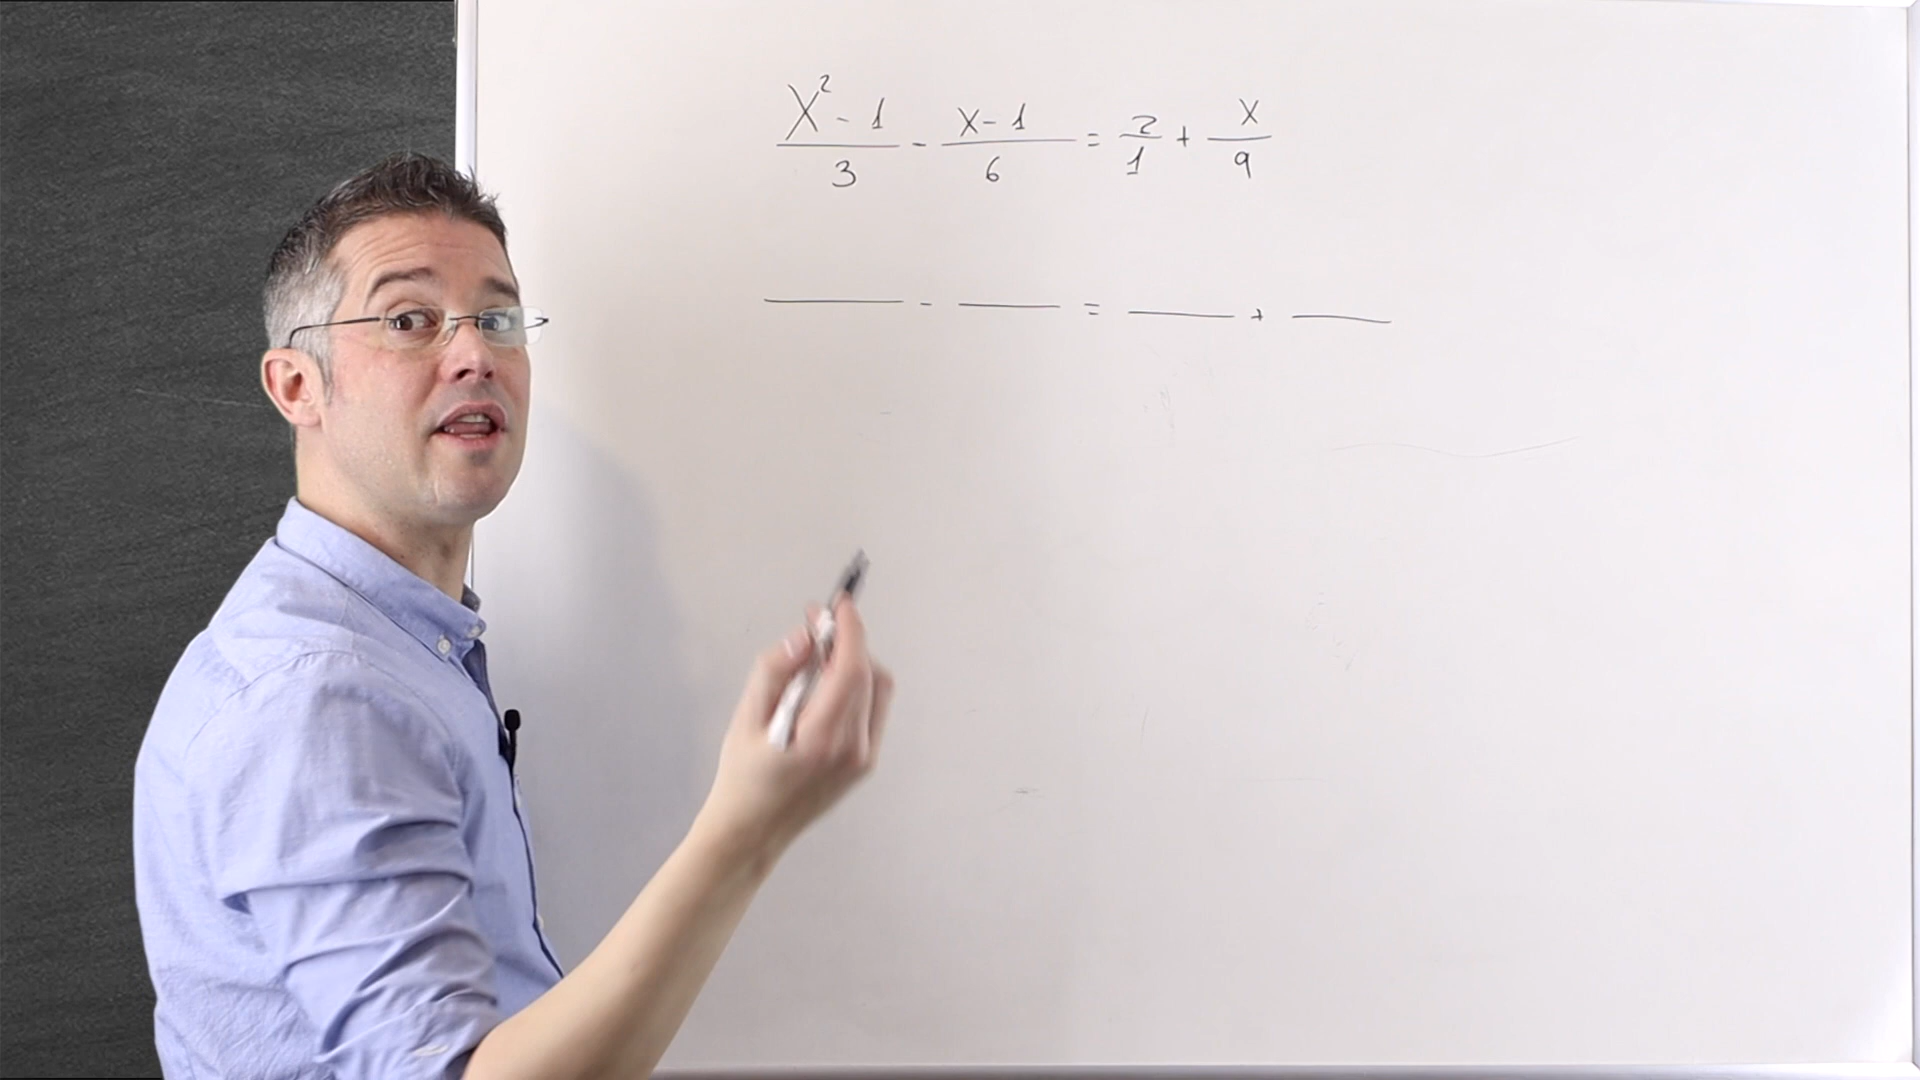 (x² - 1)/3 - (x - 1)/6 = 2/1 + x/9
— - — = — + —